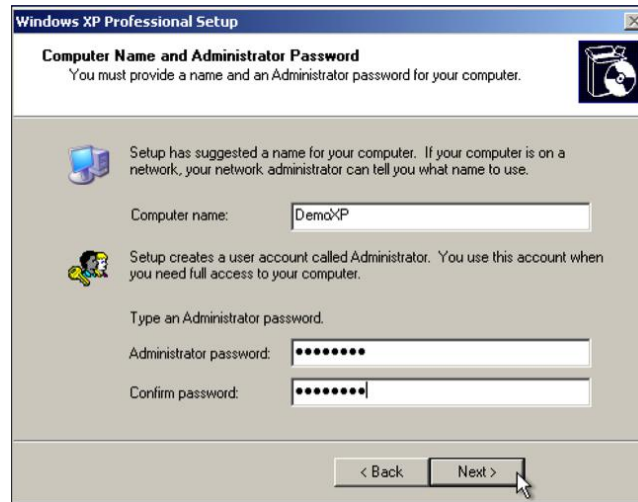 Windows XP Professional Setup
Computer Name and Administrator Password
You must provide a name and an Administrator password for your computer.
Setup has suggested a name for your computer. If your computer is on a
network, your network administrator can tell you what name to use.
Computer name: DemoXP
Setup creates a user account called Administrator. You use this account when
you need full access to your computer.
Type an Administrator password.
Administrator password: ••••••••
Confirm password: ••••••••
< Back Next >